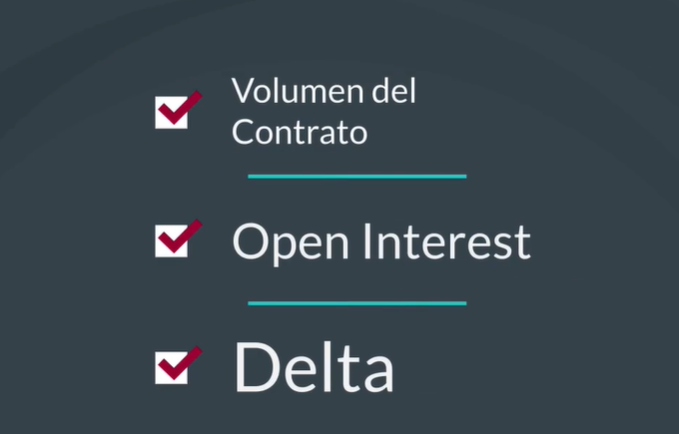 Volumen del
Contrato
Open Interest
Delta